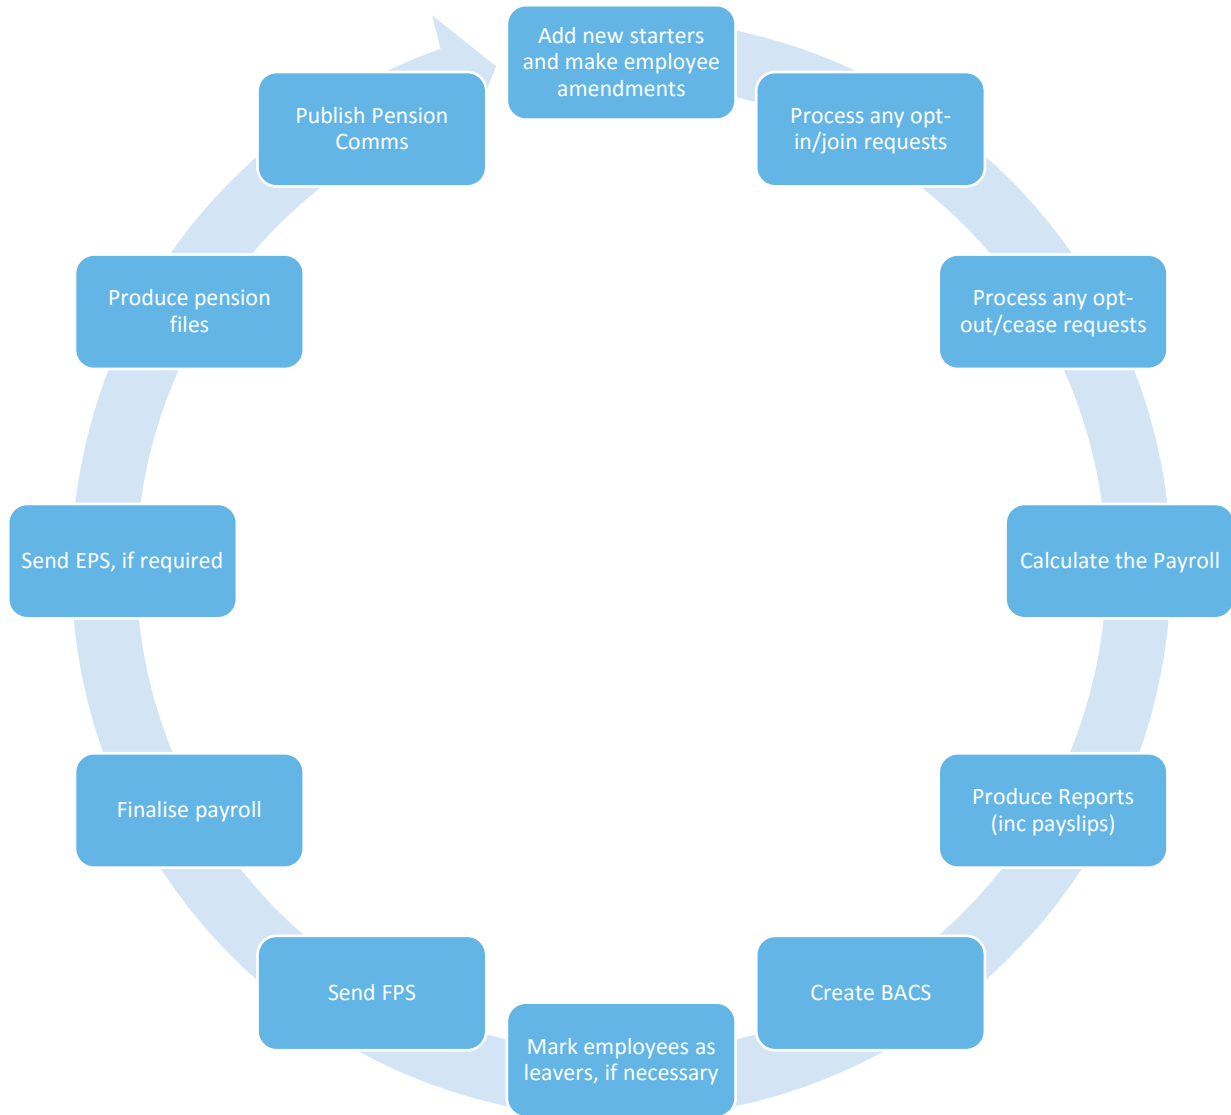 Add new starters
and make employee
amendments
Process any opt-
in/join requests
Process any opt-
out/cease requests
Calculate the Payroll
Produce Reports
(inc payslips)
Create BACS
Mark employees as
leavers, if necessary
Send FPS
Finalise payroll
Send EPS, if required
Produce pension
files
Publish Pension
Comms